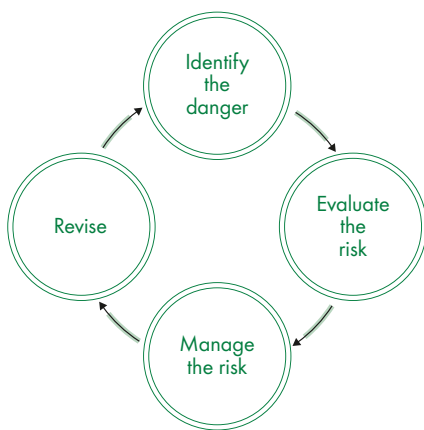 Identify
the
danger
Evaluate
the
risk
Manage
the risk
Revise